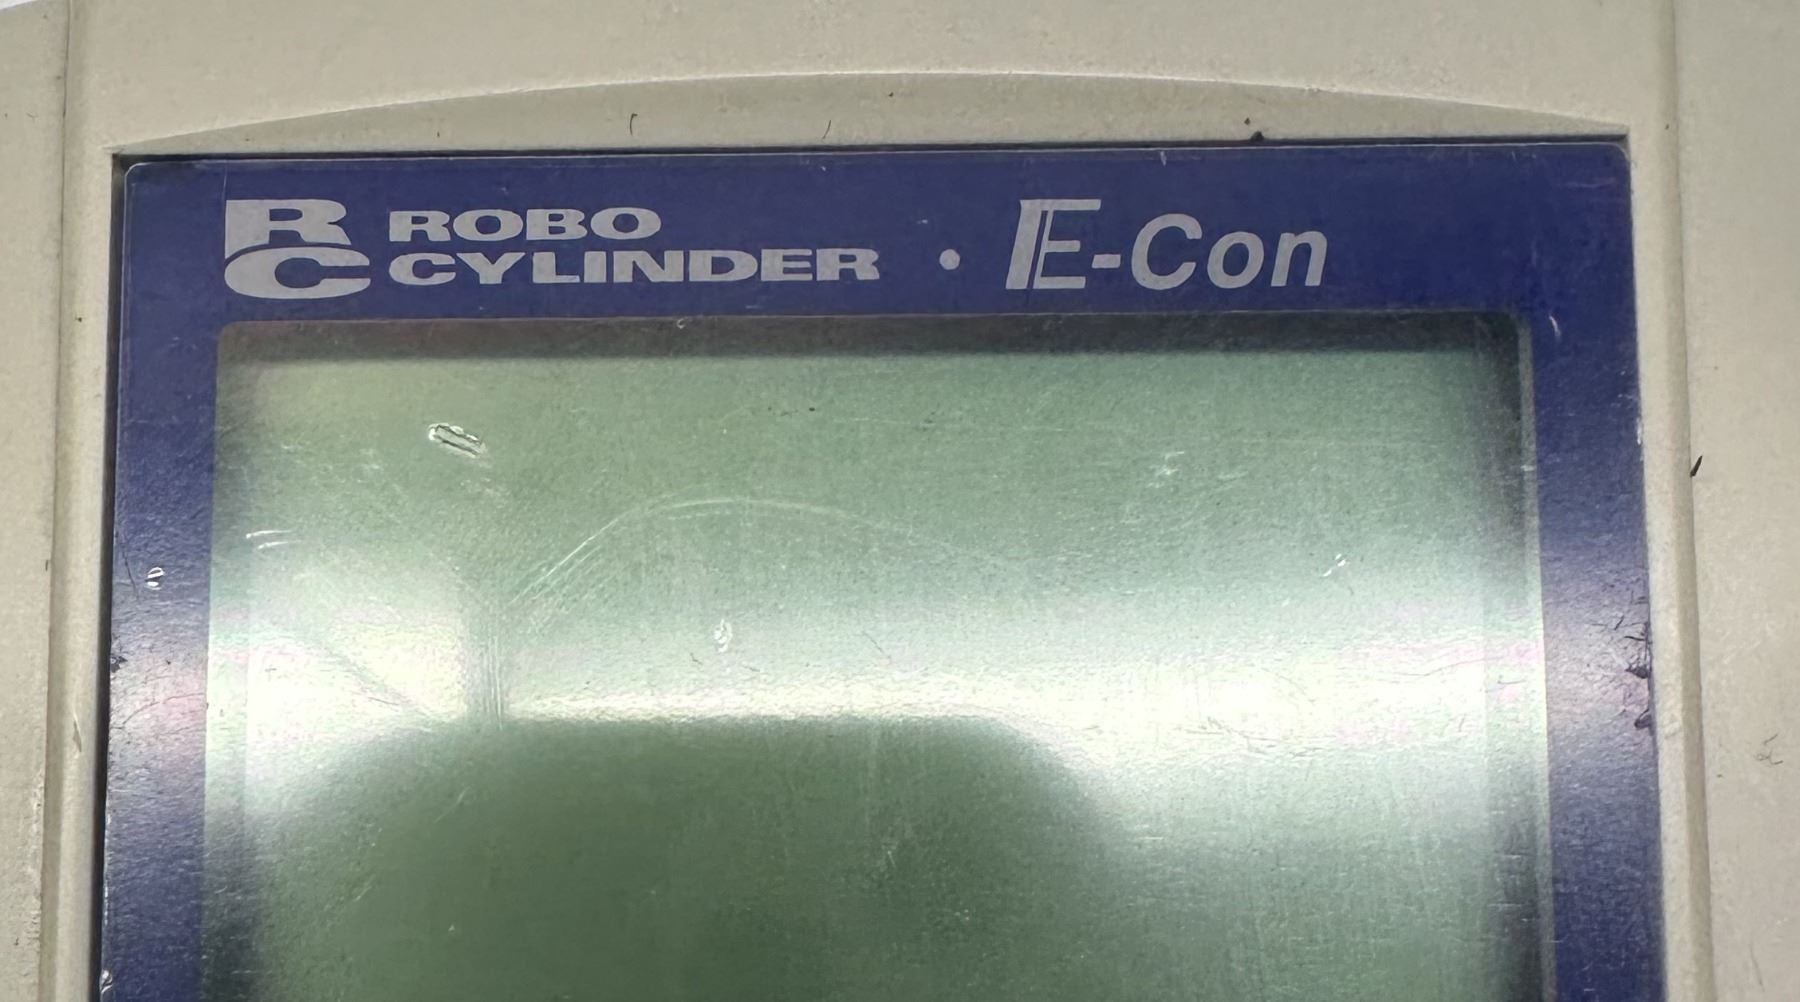 RC ROBO CYLINDER · E-Con